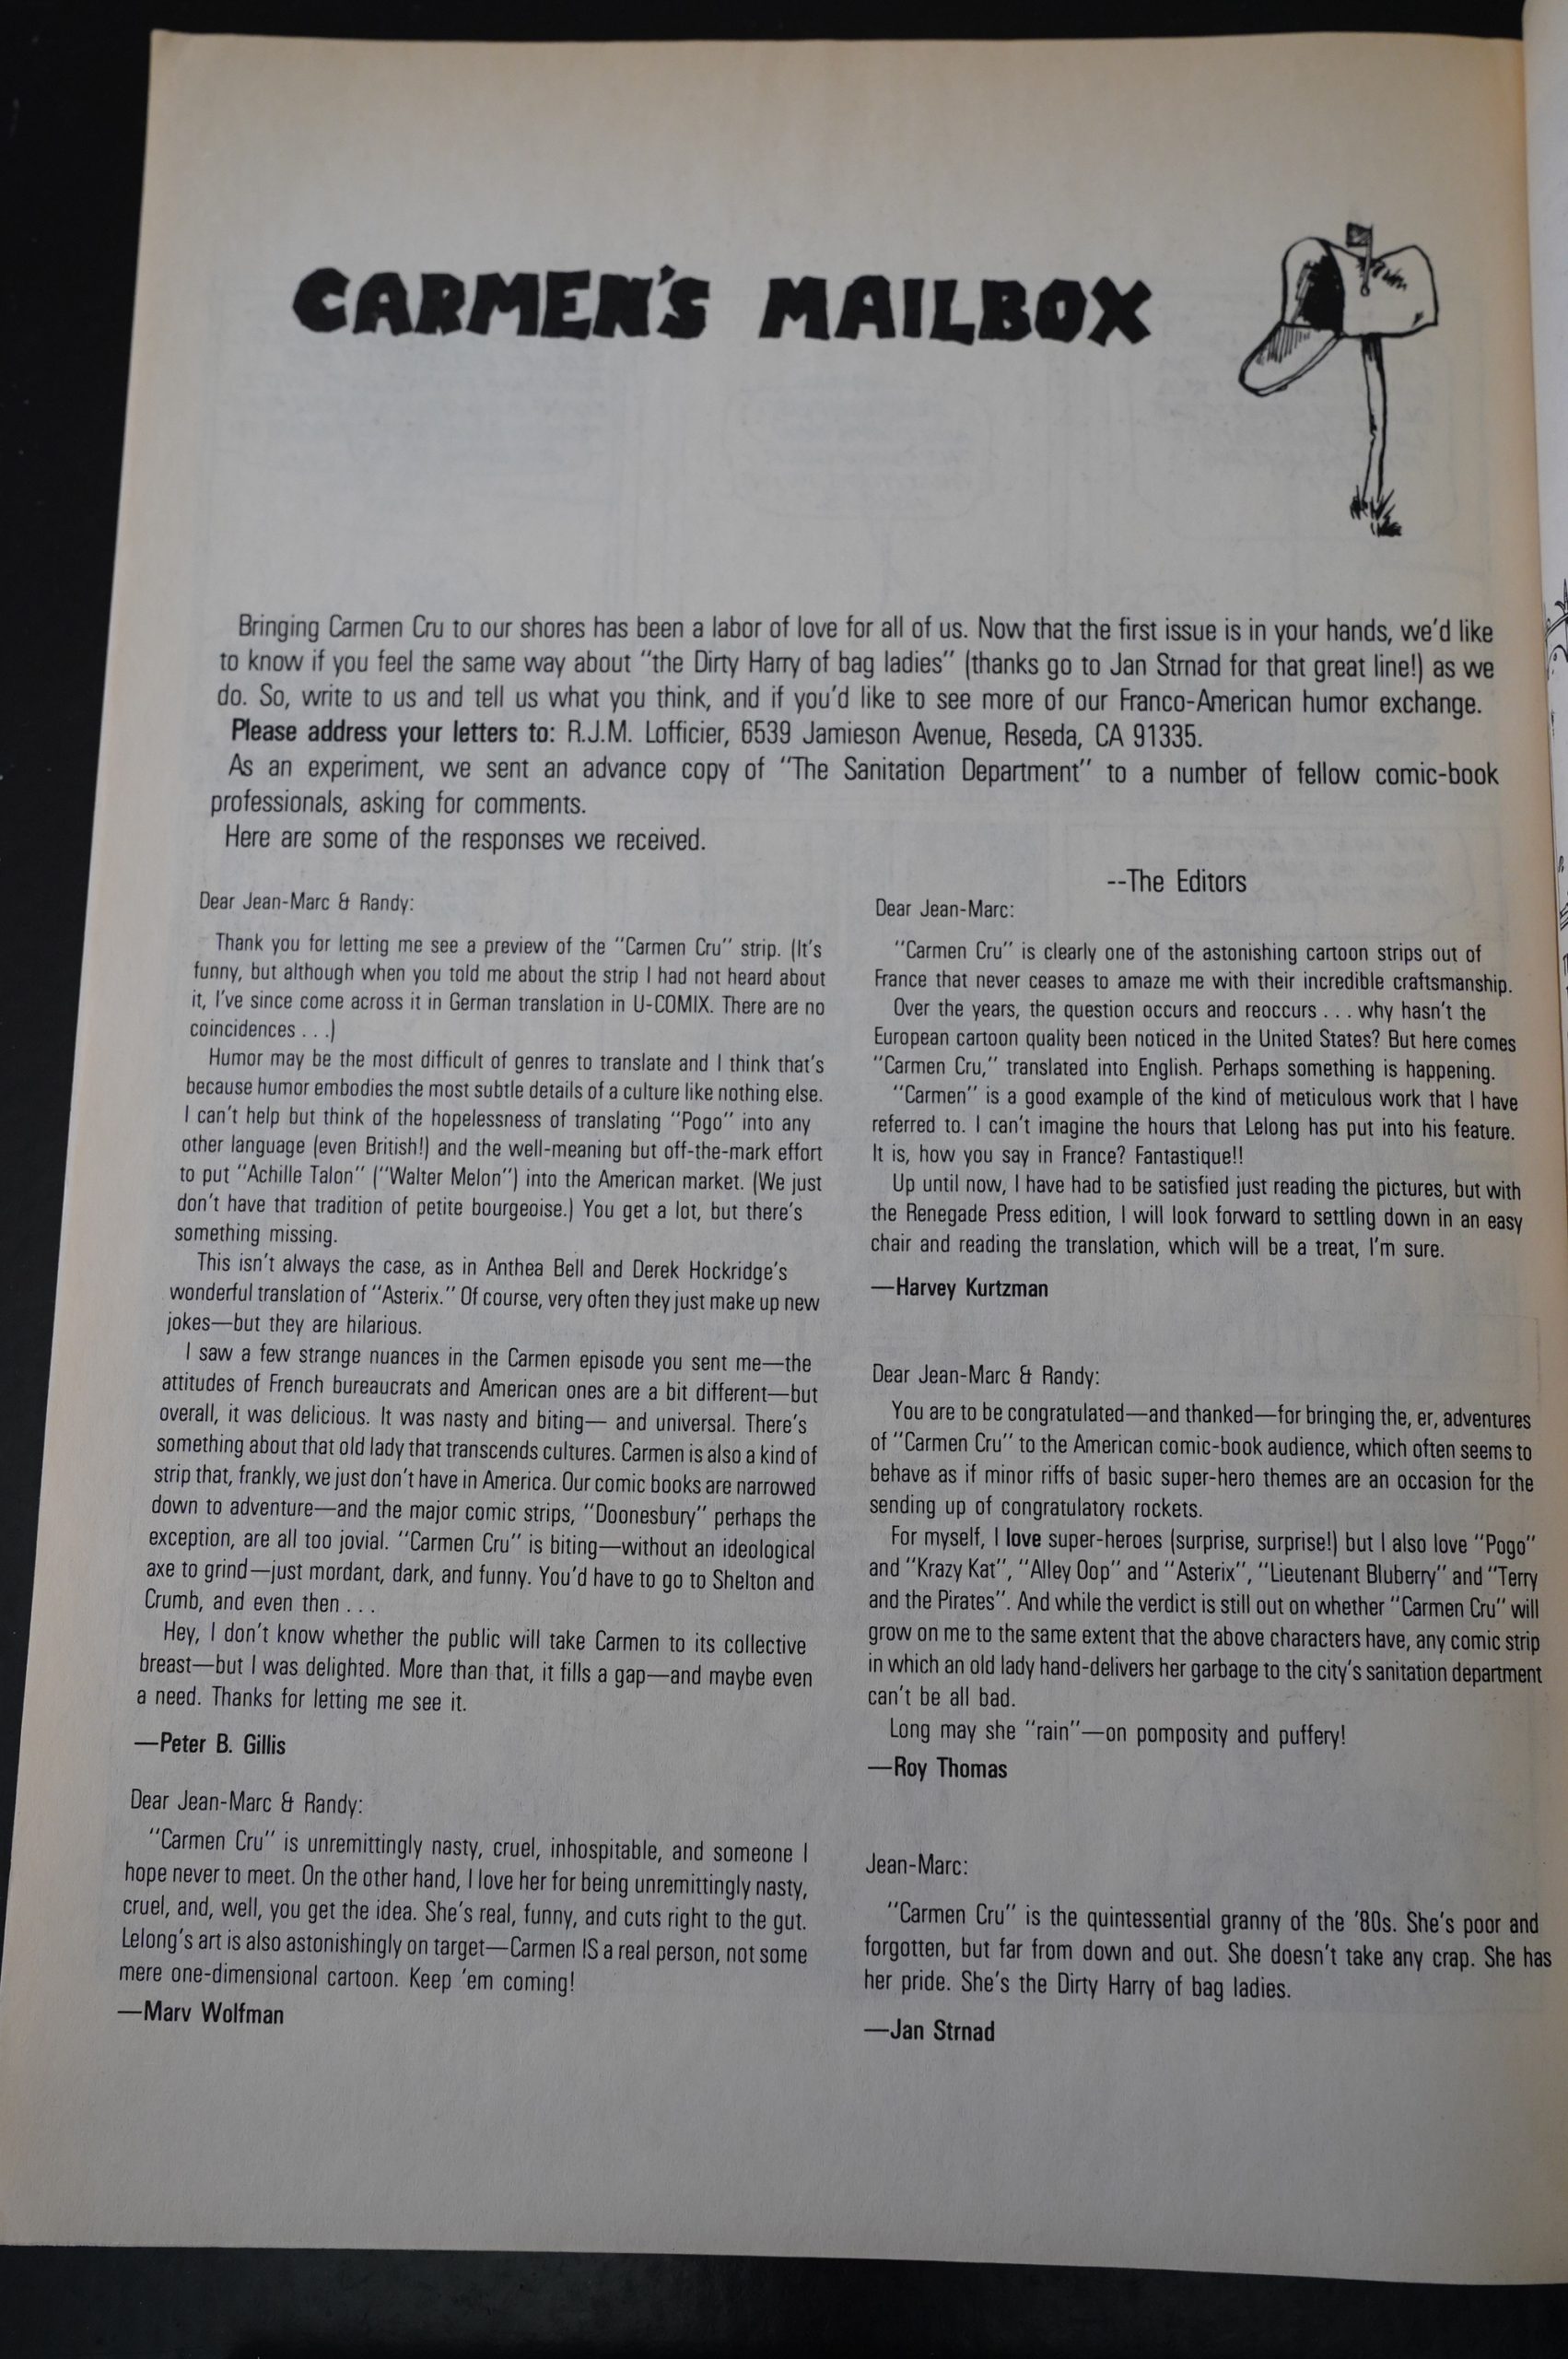 CARMEN'S MAILBOX
Bringing Carmen Cru to our shores has been a labor of love for all of us. Now that the first issue is in your hands, we'd like
to know if you feel the same way about "the Dirty Harry of bag ladies" (thanks go to Jan Strnad for that great line!) as we
do. So, write to us and tell us what you think, and if you'd like to see more of our Franco-American humor exchange.
Please address your letters to: R.J.M. Lofficier, 6539 Jamieson Avenue, Reseda, CA 91335.
As an experiment, we sent an advance copy of "The Sanitation Department" to a number of fellow comic-book
professionals, asking for comments.
Here are some of the responses we received.
--The Editors
Dear Jean-Marc & Randy:
Thank you for letting me see a preview of the "Carmen Cru" strip. (It's
funny, but although when you told me about the strip I had not heard about
it, I've since come across it in German translation in U-COMIX. There are no
coincidences . . .)
Humor may be the most difficult of genres to translate and I think that's
because humor embodies the most subtle details of a culture like nothing else.
I can't help but think of the hopelessness of translating "Pogo" into any
other language (even British!) and the well-meaning but off-the-mark effort
to put "Achille Talon" ("Walter Melon") into the American market. (We just
don't have that tradition of petite bourgeoise.) You get a lot, but there's
something missing.
This isn't always the case, as in Anthea Bell and Derek Hockridge's
wonderful translation of "Asterix." Of course, very often they just make up new
jokes—but they are hilarious.
I saw a few strange nuances in the Carmen episode you sent me—the
attitudes of French bureaucrats and American ones are a bit different—but
overall, it was delicious. It was nasty and biting— and universal. There's
something about that old lady that transcends cultures. Carmen is also a kind of
strip that, frankly, we just don't have in America. Our comic books are narrowed
down to adventure—and the major comic strips, "Doonesbury" perhaps the
exception, are all too jovial. "Carmen Cru" is biting—without an ideological
axe to grind—just mordant, dark, and funny. You'd have to go to Shelton and
Crumb, and even then . . .
Hey, I don't know whether the public will take Carmen to its collective
breast—but I was delighted. More than that, it fills a gap—and maybe even
a need. Thanks for letting me see it.
—Peter B. Gillis
Dear Jean-Marc & Randy:
"Carmen Cru" is unremittingly nasty, cruel, inhospitable, and someone I
hope never to meet. On the other hand, I love her for being unremittingly nasty,
cruel, and, well, you get the idea. She's real, funny, and cuts right to the gut.
Lelong's art is also astonishingly on target—Carmen IS a real person, not some
mere one-dimensional cartoon. Keep 'em coming!
—Marv Wolfman
Dear Jean-Marc:
"Carmen Cru" is clearly one of the astonishing cartoon strips out of
France that never ceases to amaze me with their incredible craftsmanship.
Over the years, the question occurs and reoccurs . . . why hasn't the
European cartoon quality been noticed in the United States? But here comes
"Carmen Cru," translated into English. Perhaps something is happening.
"Carmen" is a good example of the kind of meticulous work that I have
referred to. I can't imagine the hours that Lelong has put into his feature.
It is, how you say in France? Fantastique!!
Up until now, I have had to be satisfied just reading the pictures, but with
the Renegade Press edition, I will look forward to settling down in an easy
chair and reading the translation, which will be a treat, I'm sure.
—Harvey Kurtzman
Dear Jean-Marc & Randy:
You are to be congratulated—and thanked—for bringing the, er, adventures
of "Carmen Cru" to the American comic-book audience, which often seems to
behave as if minor riffs of basic super-hero themes are an occasion for the
sending up of congratulatory rockets.
For myself, I love super-heroes (surprise, surprise!) but I also love "Pogo"
and "Krazy Kat", "Alley Oop" and "Asterix", "Lieutenant Bluberry" and "Terry
and the Pirates". And while the verdict is still out on whether "Carmen Cru" will
grow on me to the same extent that the above characters have, any comic strip
in which an old lady hand-delivers her garbage to the city's sanitation department
can't be all bad.
Long may she "rain"—on pomposity and puffery!
—Roy Thomas
Jean-Marc:
"Carmen Cru" is the quintessential granny of the '80s. She's poor and
forgotten, but far from down and out. She doesn't take any crap. She has
her pride. She's the Dirty Harry of bag ladies.
—Jan Strnad